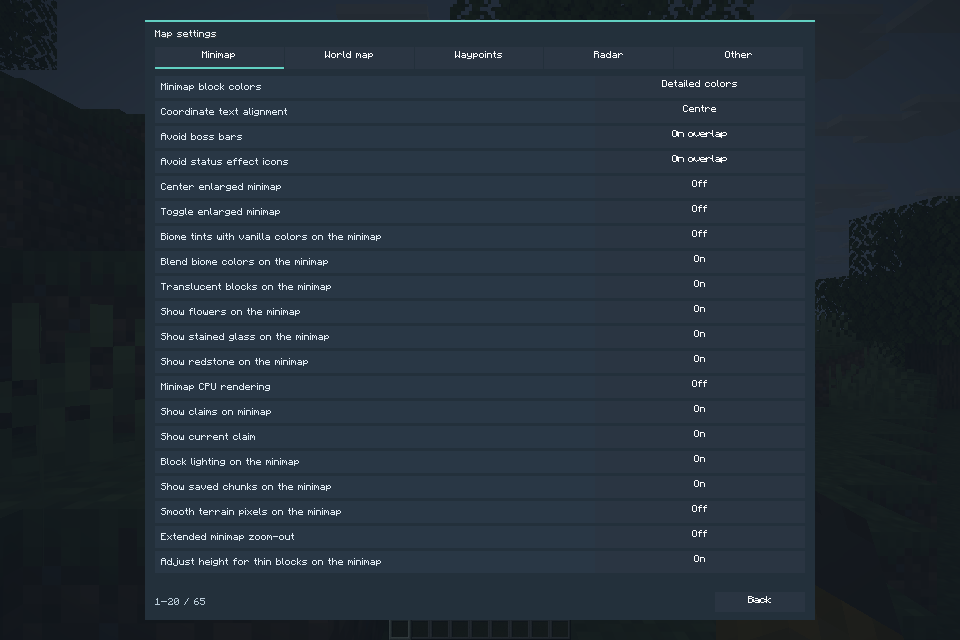 Map settings
Minimap World map Waypoints Radar Other
Minimap block colors Detailed colors
Coordinate text alignment Centre
Avoid boss bars On overlap
Avoid status effect icons On overlap
Center enlarged minimap Off
Toggle enlarged minimap Off
Biome tints with vanilla colors on the minimap Off
Blend biome colors on the minimap On
Translucent blocks on the minimap On
Show flowers on the minimap On
Show stained glass on the minimap On
Show redstone on the minimap On
Minimap CPU rendering Off
Show claims on minimap On
Show current claim On
Block lighting on the minimap On
Show saved chunks on the minimap On
Smooth terrain pixels on the minimap Off
Extended minimap zoom-out Off
Adjust height for thin blocks on the minimap On
1-20 / 65 Back